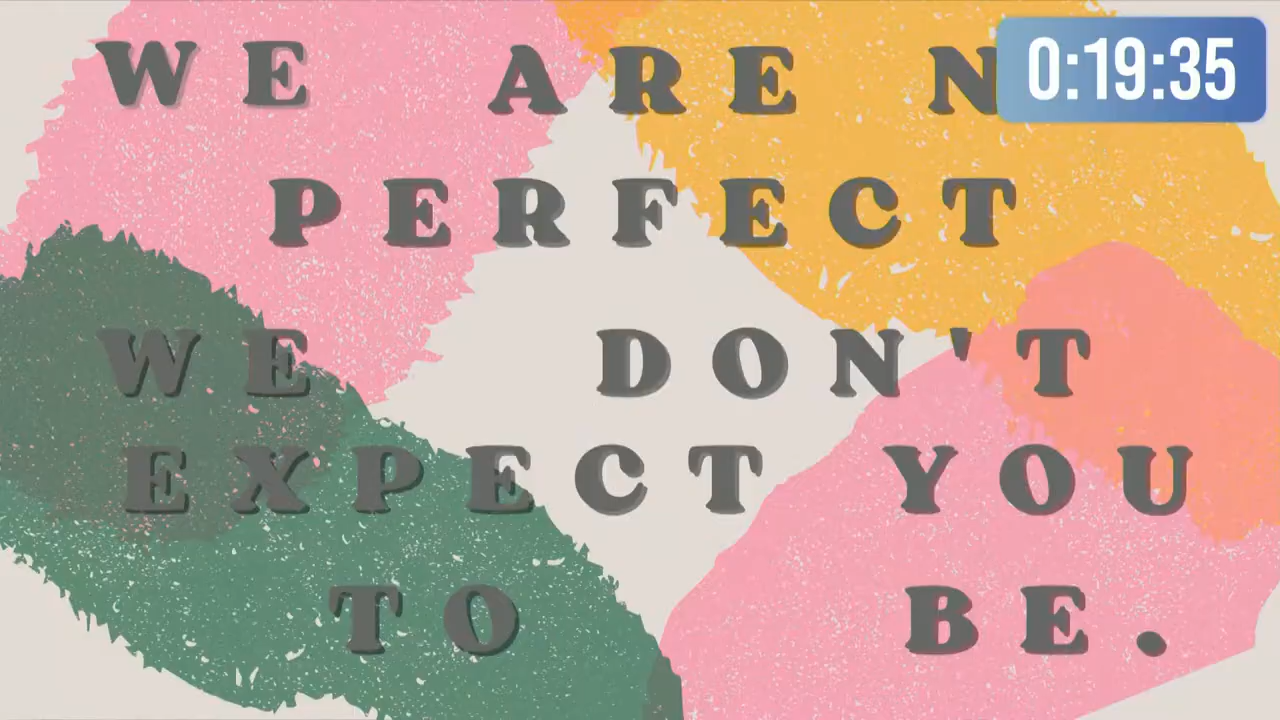 WE ARE N
0:19:35
PERFECT
WE DON'T
EXPECT YOU
TO BE.